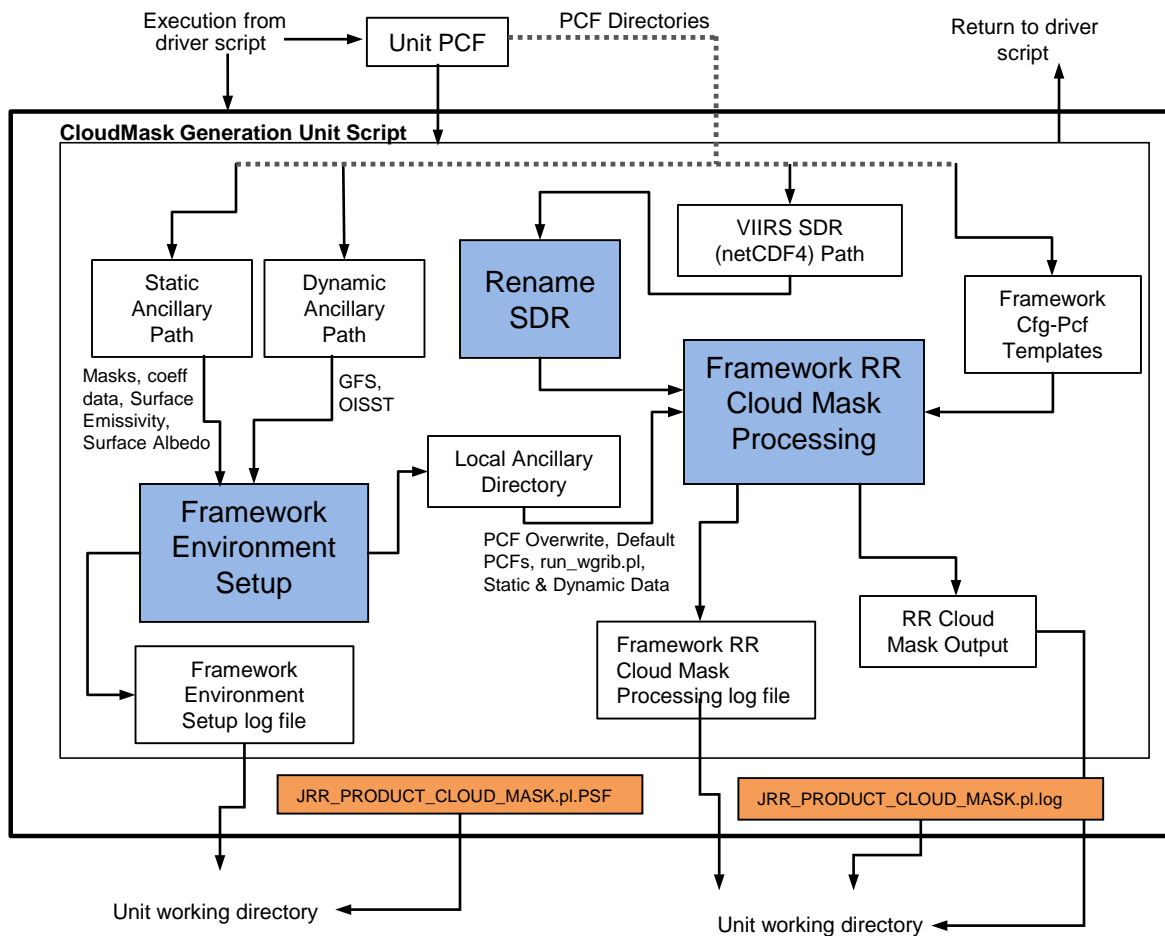 Execution from
driver script
Unit PCF
PCF Directories
Return to driver
script
CloudMask Generation Unit Script
Static
Ancillary
Path
Dynamic
Ancillary
Path
Rename
SDR
VIIRS SDR
(netCDF4) Path
Framework
Cfg-Pcf
Templates
Masks, coeff
data, Surface
Emissivity,
Surface Albedo
GFS,
OISST
Framework RR
Cloud Mask
Processing
Local Ancillary
Directory
Framework
Environment
Setup
PCF Overwrite, Default
PCFs, run_wgrib.pl,
Static & Dynamic Data
RR Cloud
Mask Output
Framework RR
Cloud Mask
Processing log file
Framework
Environment
Setup log file
JRR_PRODUCT_CLOUD_MASK.pl.PSF
JRR_PRODUCT_CLOUD_MASK.pl.log
Unit working directory
Unit working directory